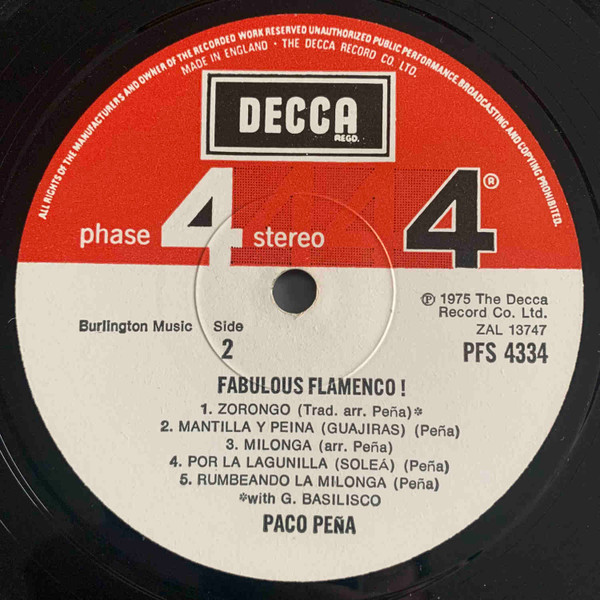 ALL RIGHTS OF THE MANUFACTURERS AND OWNER OF THE RECORDED WORK RESERVED UNAUTHORIZED PUBLIC PERFORMANCE, BROADCASTING AND COPYING PROHIBITED.
MADE IN ENGLAND • THE DECCA RECORD CO. LTD.
DECCA
REGD.
phase 4 stereo 4 ®
℗ 1975 The Decca
Record Co. Ltd.
ZAL 13747
PFS 4334
Burlington Music
Side
2
FABULOUS FLAMENCO !
1. ZORONGO (Trad. arr. Peña)*
2. MANTILLA Y PEINA (GUAJIRAS) (Peña)
3. MILONGA (arr. Peña)
4. POR LA LAGUNILLA (SOLEÁ) (Peña)
5. RUMBEANDO LA MILONGA (Peña)
*with G. BASILISCO
PACO PEÑA